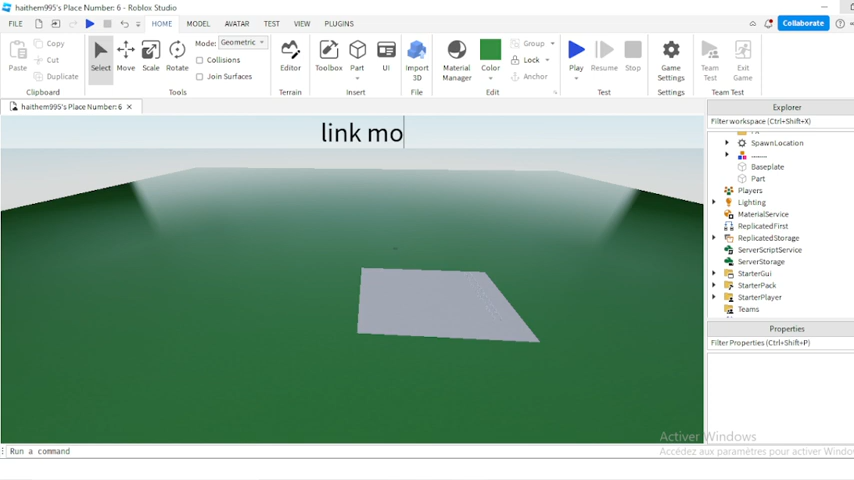 haithem995's Place Number: 6 - Roblox Studio
FILE HOME MODEL AVATAR TEST VIEW PLUGINS Collaborate
Paste Copy Cut Duplicate
Select Move Scale Rotate Mode: Geometric Collisions Join Surfaces
Editor Toolbox Part UI Import 3D Material Manager Color Group Lock Anchor
Play Resume Stop Game Settings Team Test Exit Game
Clipboard Tools Terrain Insert File Edit Test Settings Team Test
haithem995's Place Number: 6
Explorer
Filter workspace (Ctrl+Shift+X)
link mo
SpawnLocation
Baseplate
Part
Players
Lighting
MaterialService
ReplicatedFirst
ReplicatedStorage
ServerScriptService
ServerStorage
StarterGui
StarterPack
StarterPlayer
Teams
Properties
Filter Properties (Ctrl+Shift+P)
Activer Windows
Accédez aux paramètres pour activer
Run a command